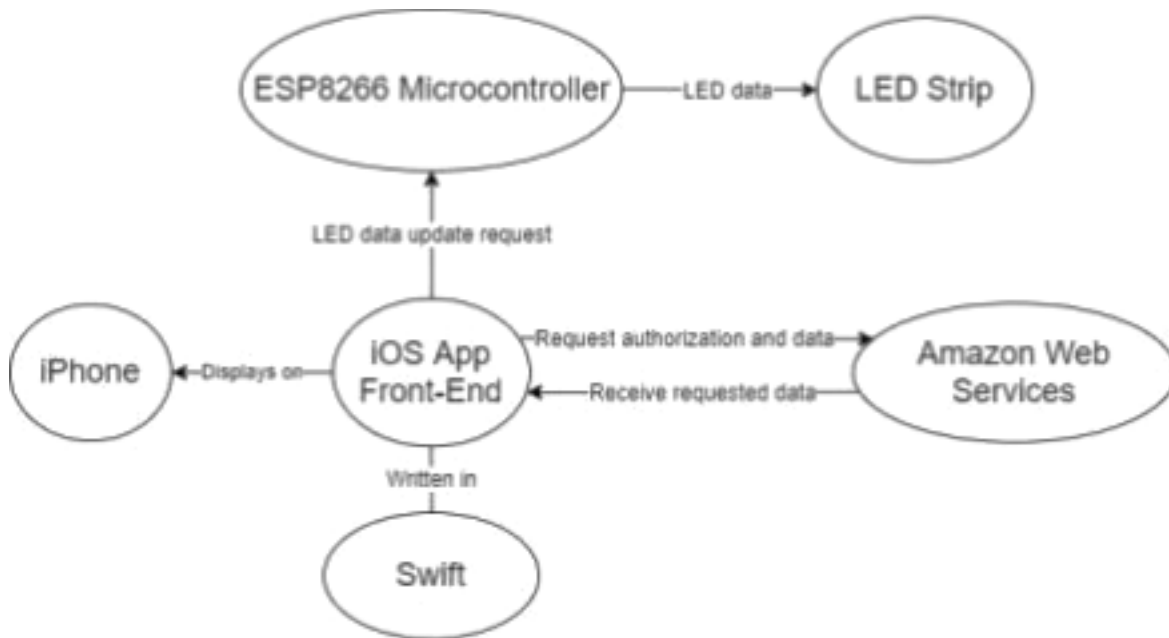 ESP8266 Microcontroller
LED data
LED Strip
LED data update request
iPhone
Displays on
iOS App
Front-End
Request authorization and data
Receive requested data
Amazon Web
Services
Written in
Swift